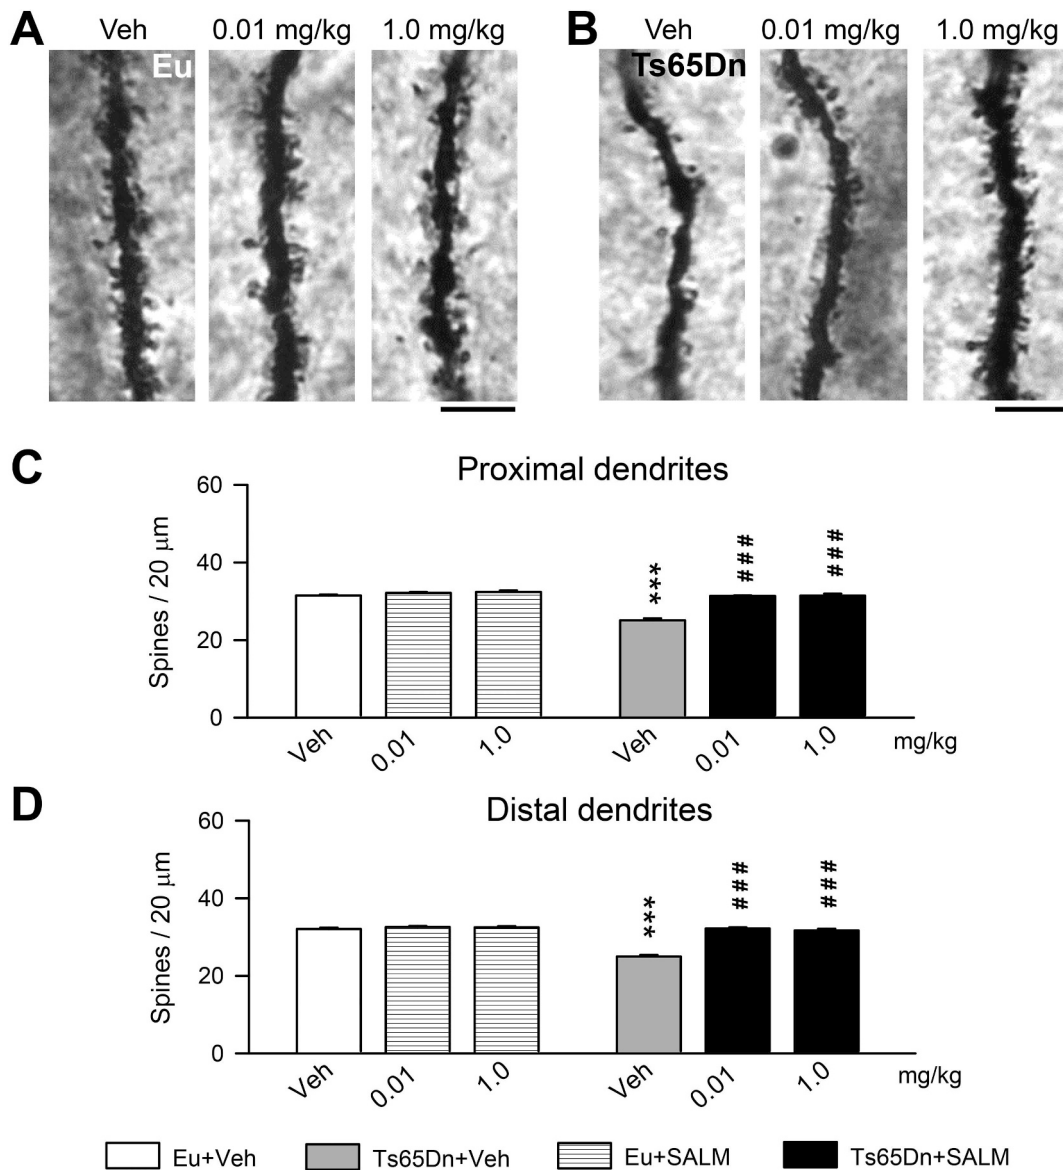 A Veh 0.01 mg/kg 1.0 mg/kg B Veh 0.01 mg/kg 1.0 mg/kg
Eu Ts65Dn
C Proximal dendrites
60
40
20
0
Spines / 20 μm
*** ### ###
Veh 0.01 1.0 Veh 0.01 1.0 mg/kg
D Distal dendrites
60
40
20
0
Spines / 20 μm
*** ### ###
Veh 0.01 1.0 Veh 0.01 1.0 mg/kg
Eu+Veh Ts65Dn+Veh Eu+SALM Ts65Dn+SALM